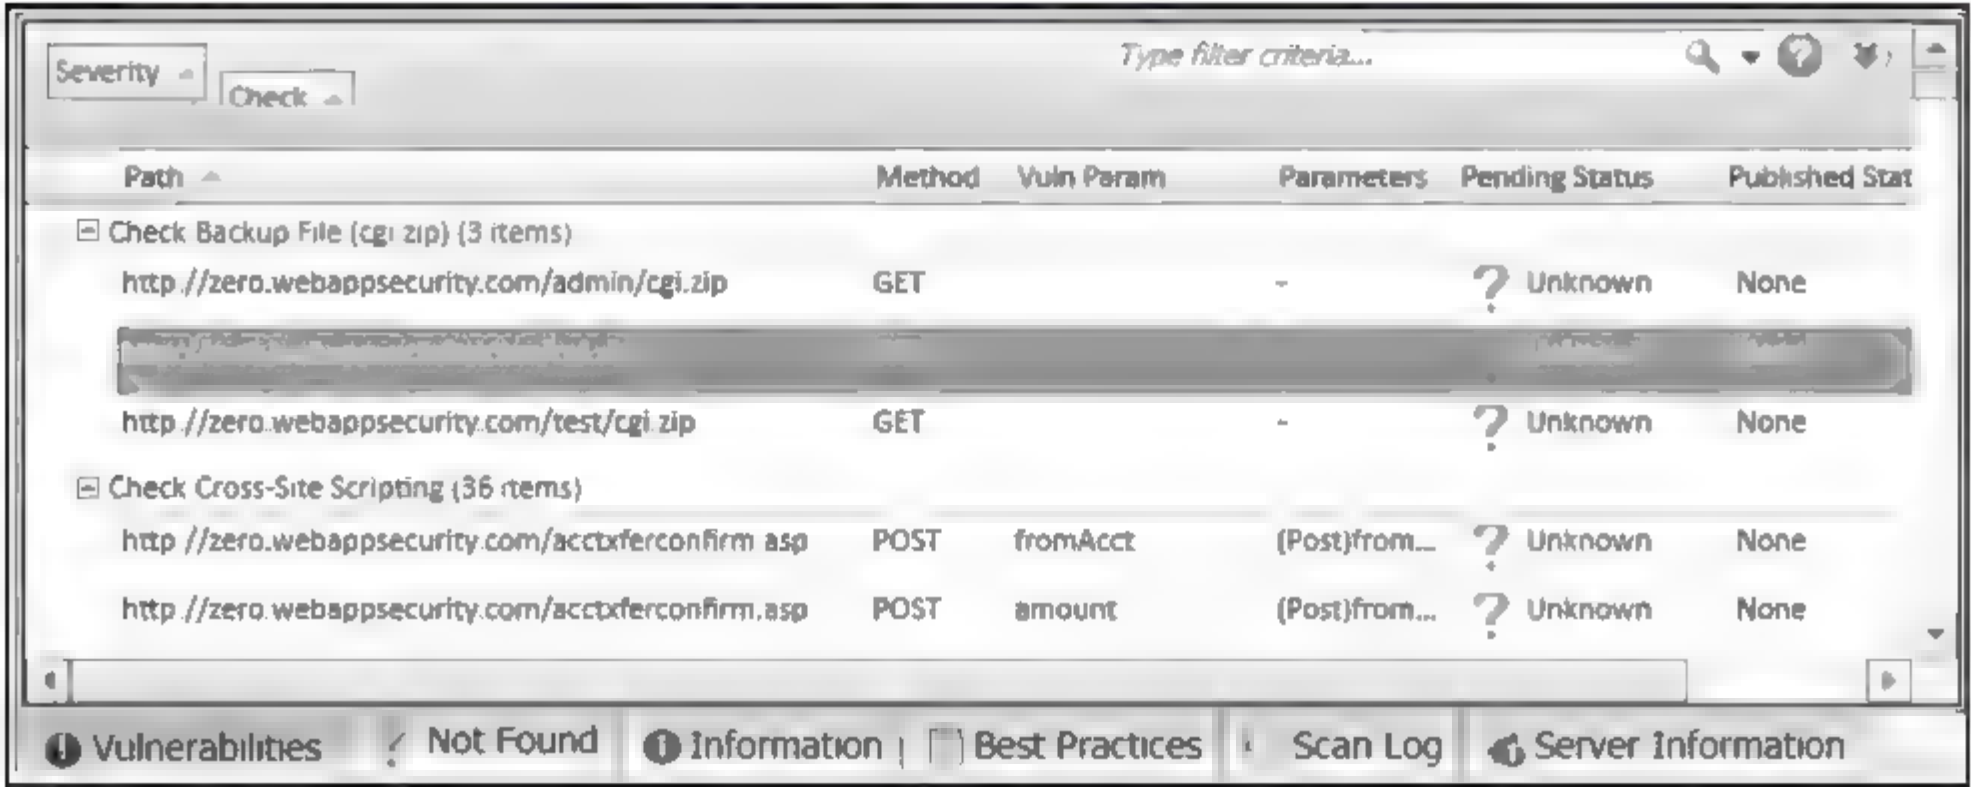 Severity
Type filter criteria...
Check
Path Method Vuln Param Parameters Pending Status Published Stat
Check Backup File (cgi zip) (3 items)
http://zero.webappsecurity.com/admin/cgi.zip GET - ? Unknown None
http://zero.webappsecurity.com/test/cgi zip GET - ? Unknown None
Check Cross-Site Scripting (36 items)
http //zero.webappsecurity.com/acctxferconfirm asp POST fromAcct (Post)from... ? Unknown None
http://zero.webappsecurity.com/acctxferconfirm.asp POST amount (Post)from... ? Unknown None
Vulnerabilities Not Found Information Best Practices Scan Log Server Information